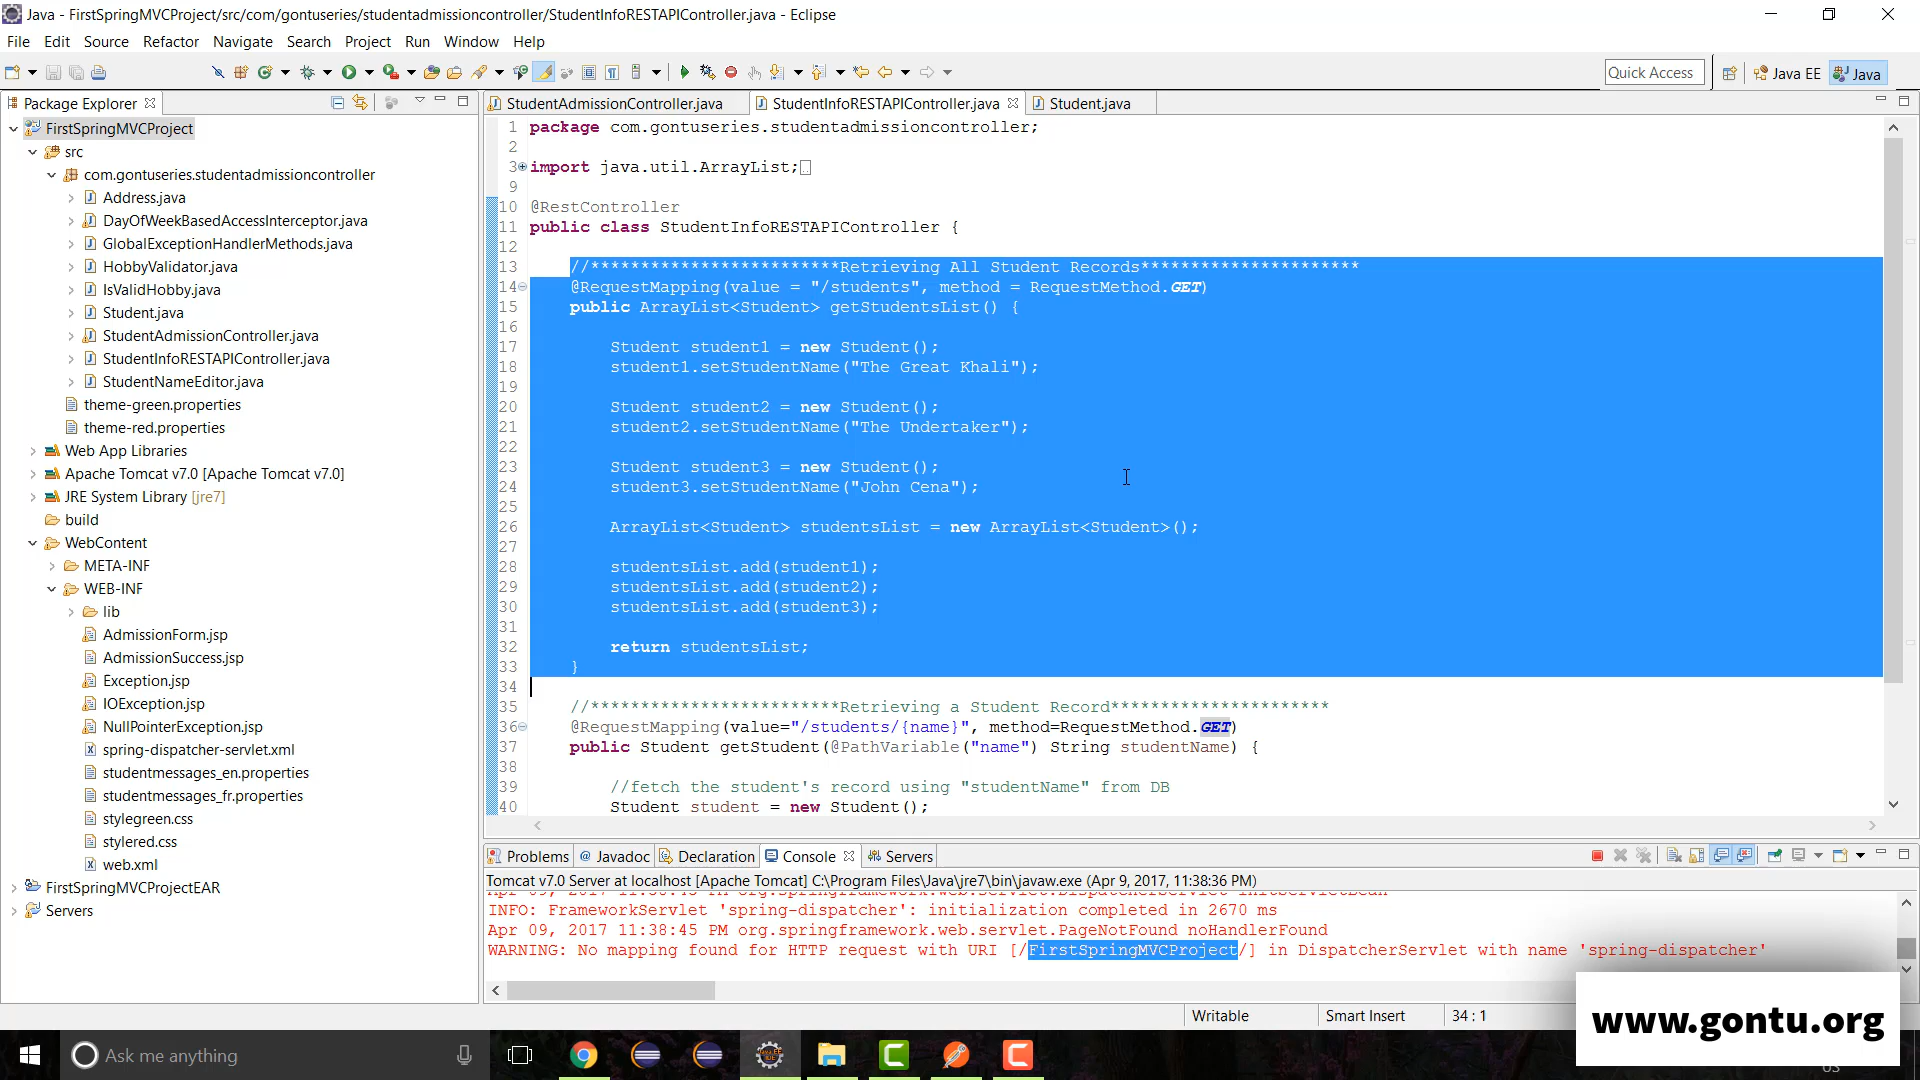 Java - FirstSpringMVCProject/src/com/gontuseries/studentadmissioncontroller/StudentInfoRESTAPIController.java - Eclipse
File Edit Source Refactor Navigate Search Project Run Window Help
Quick Access Java EE Java
Package Explorer
FirstSpringMVCProject
src
com.gontuseries.studentadmissioncontroller
Address.java
DayOfWeekBasedAccessInterceptor.java
GlobalExceptionHandlerMethods.java
HobbyValidator.java
IsValidHobby.java
Student.java
StudentAdmissionController.java
StudentInfoRESTAPIController.java
StudentNameEditor.java
theme-green.properties
theme-red.properties
Web App Libraries
Apache Tomcat v7.0 [Apache Tomcat v7.0]
JRE System Library [jre7]
build
WebContent
META-INF
WEB-INF
lib
AdmissionForm.jsp
AdmissionSuccess.jsp
Exception.jsp
IOException.jsp
NullPointerException.jsp
spring-dispatcher-servlet.xml
studentmessages_en.properties
studentmessages_fr.properties
stylegreen.css
stylered.css
web.xml
FirstSpringMVCProjectEAR
Servers
StudentAdmissionController.java StudentInfoRESTAPIController.java Student.java
1 package com.gontuseries.studentadmissioncontroller;
2
3 import java.util.ArrayList;
9
10 @RestController
11 public class StudentInfoRESTAPIController {
12
13 //*************************Retrieving All Student Records**********************
14 @RequestMapping(value = "/students", method = RequestMethod.GET)
15 public ArrayList<Student> getStudentsList() {
16
17 Student student1 = new Student();
18 student1.setStudentName("The Great Khali");
19
20 Student student2 = new Student();
21 student2.setStudentName("The Undertaker");
22
23 Student student3 = new Student();
24 student3.setStudentName("John Cena");
25
26 ArrayList<Student> studentsList = new ArrayList<Student>();
27
28 studentsList.add(student1);
29 studentsList.add(student2);
30 studentsList.add(student3);
31
32 return studentsList;
33 }
34
35 //*************************Retrieving a Student Record**********************
36 @RequestMapping(value="/students/{name}", method=RequestMethod.GET)
37 public Student getStudent(@PathVariable("name") String studentName) {
38
39 //fetch the student's record using "studentName" from DB
40 Student student = new Student();
Problems Javadoc Declaration Console Servers
Tomcat v7.0 Server at localhost [Apache Tomcat] C:\Program Files\Java\jre7\bin\javaw.exe (Apr 9, 2017, 11:38:36 PM)
INFO: FrameworkServlet 'spring-dispatcher': initialization completed in 2670 ms
Apr 09, 2017 11:38:45 PM org.springframework.web.servlet.PageNotFound noHandlerFound
WARNING: No mapping found for HTTP request with URI [/FirstSpringMVCProject/] in DispatcherServlet with name 'spring-dispatcher'
Writable Smart Insert 34 : 1
www.gontu.org
Ask me anything